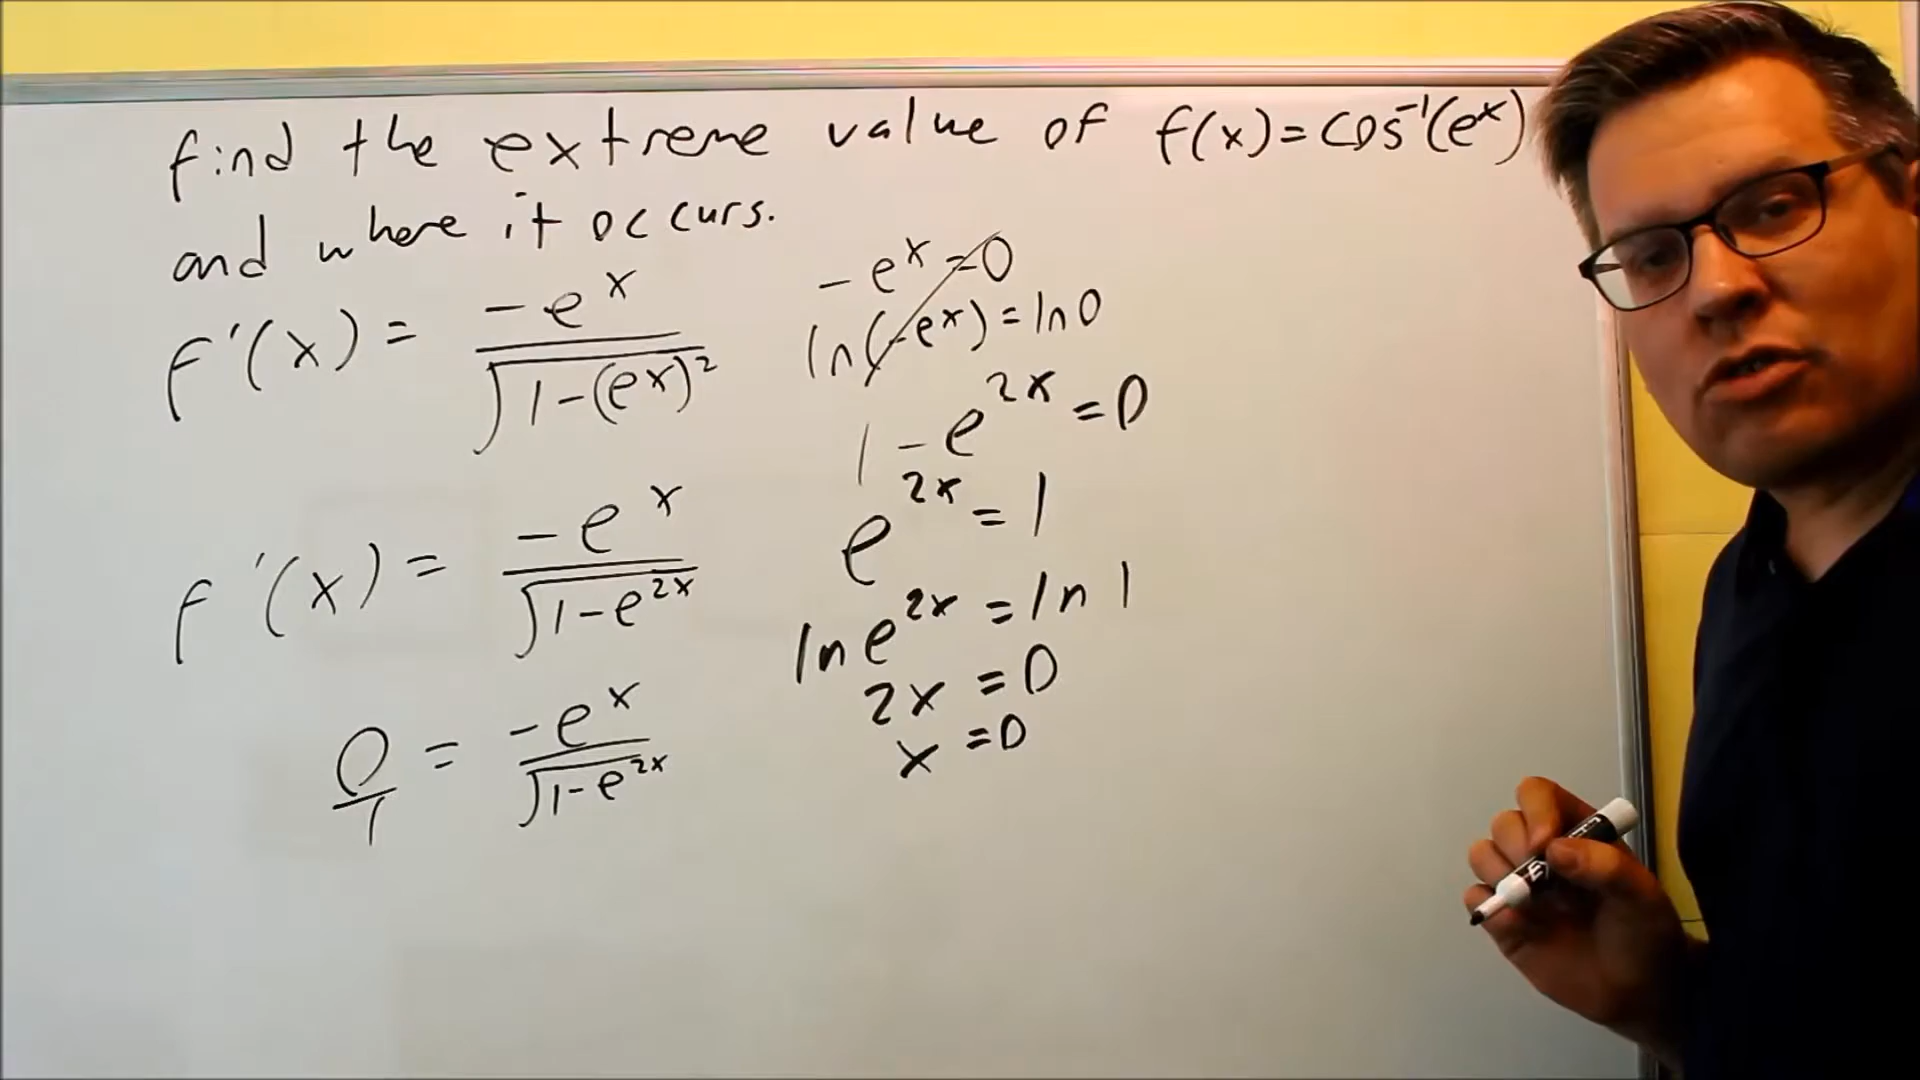 find the extreme value of f(x)=cos⁻¹(eˣ)
and where it occurs.
f'(x) = -eˣ / √(1-(eˣ)²)
f'(x) = -eˣ / √(1-e²ˣ)
0/1 = -eˣ / √(1-e²ˣ)
-eˣ=0
ln(-eˣ)=ln0
1-e²ˣ=0
e²ˣ=1
ln e²ˣ=ln 1
2x=0
x=0